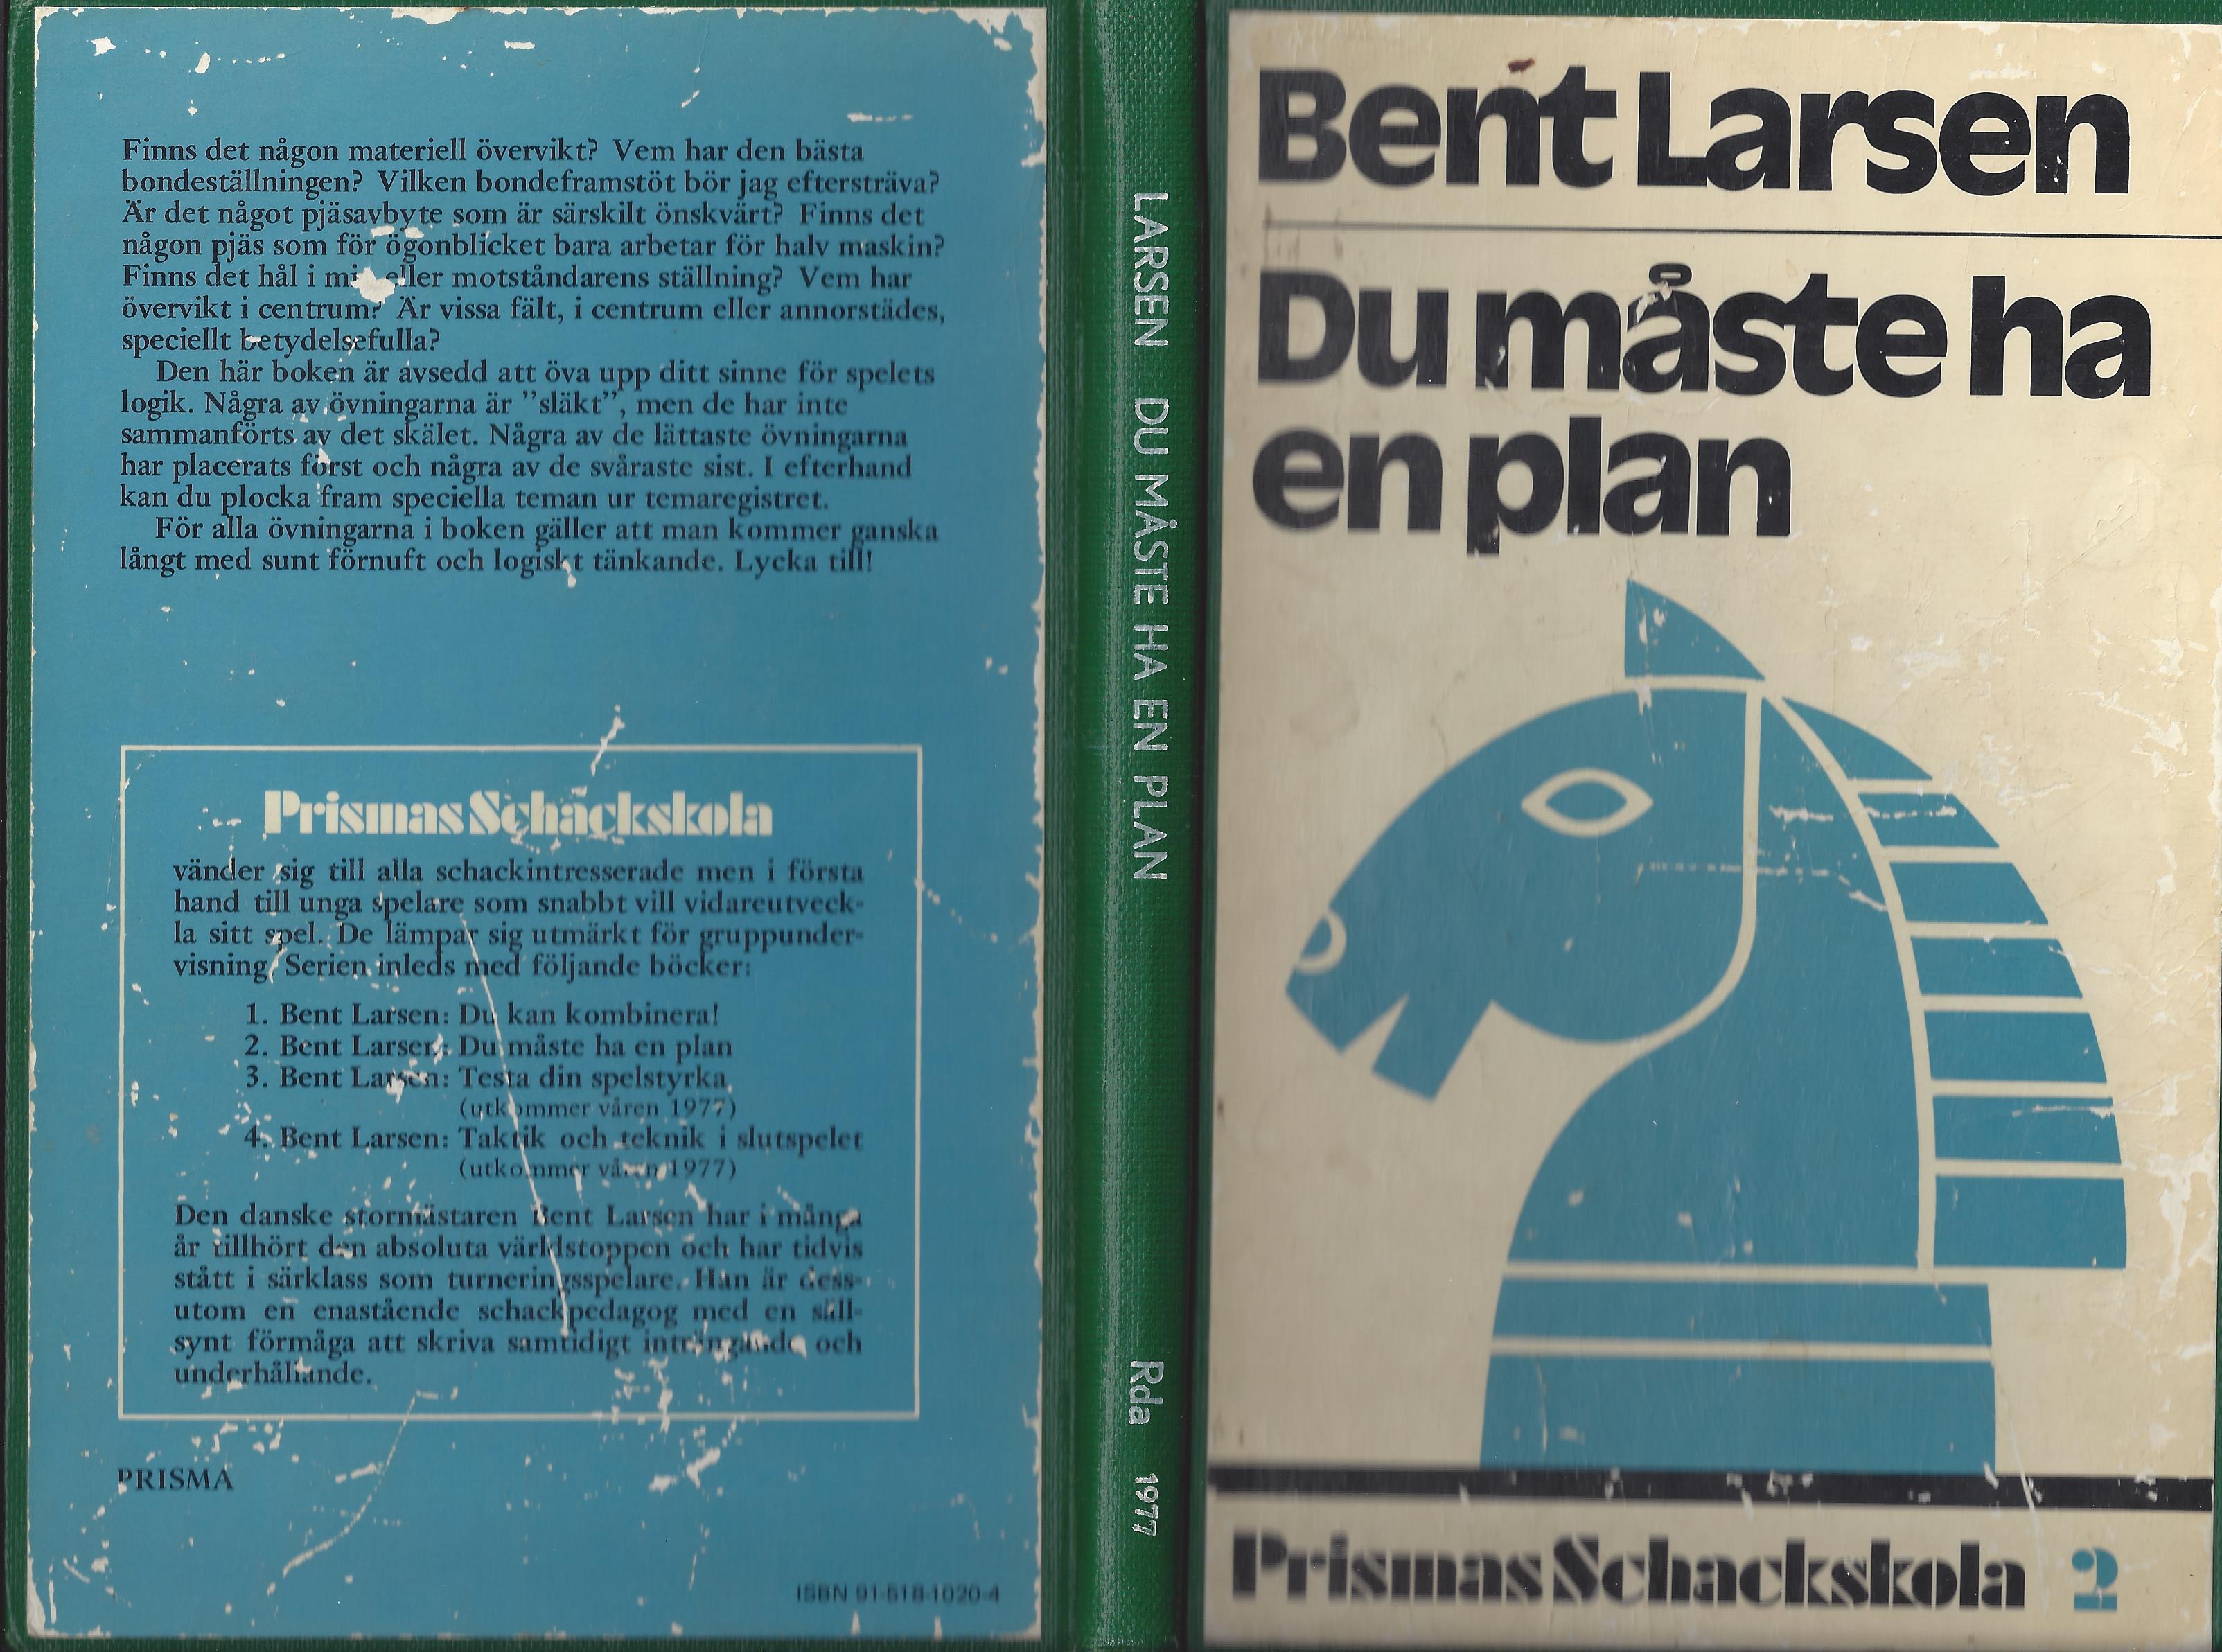 Finns det någon materiell övervikt? Vem har den bästa
bondeställningen? Vilken bondeframstöt bör jag eftersträva?
Är det något pjäsavbyte som är särskilt önskvärt? Finns det
någon pjäs som för ögonblicket bara arbetar för halv maskin?
Finns det hål i min eller motståndarens ställning? Vem har
övervikt i centrum? Är vissa fält, i centrum eller annorstädes,
speciellt betydelsefulla?
Den här boken är avsedd att öva upp ditt sinne för spelets
logik. Några av övningarna är ”släkt”, men de har inte
sammanförts av det skälet. Några av de lättaste övningarna
har placerats först och några av de svåraste sist. I efterhand
kan du plocka fram speciella teman ur temaregistret.
För alla övningarna i boken gäller att man kommer ganska
långt med sunt förnuft och logiskt tänkande. Lycka till!
Prismas Schackskola
vänder sig till alla schackintresserade men i första
hand till unga spelare som snabbt vill vidareutveck-
la sitt spel. De lämpar sig utmärkt för gruppunder-
visning. Serien inleds med följande böcker:
1. Bent Larsen: Du kan kombinera!
2. Bent Larsen: Du måste ha en plan
3. Bent Larsen: Testa din spelstyrka
(utkommer våren 1977)
4. Bent Larsen: Taktik och teknik i slutspelet
(utkommer våren 1977)
Den danske stormästaren Bent Larsen har i många
år tillhört den absoluta världstoppen och har tidvis
stått i särklass som turneringsspelare. Han är dess-
utom en enastående schackpedagog med en säll-
synt förmåga att skriva samtidigt inträngande och
underhållande.
PRISMA
ISBN 91-518-1020-4
LARSEN DU MÅSTE HA EN PLAN Rda 1977
Bent Larsen
Du måste ha
en plan
Prismas Schackskola 2